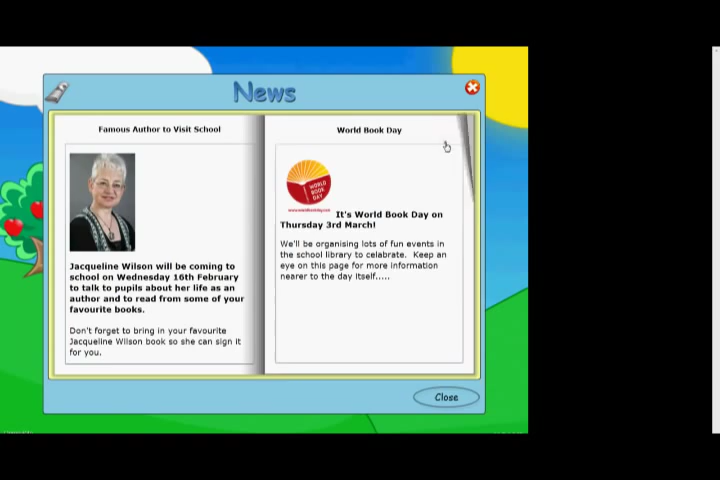 News
Famous Author to Visit School
Jacqueline Wilson will be coming to
school on Wednesday 16th February
to talk to pupils about her life as an
author and to read from some of your
favourite books.
Don't forget to bring in your favourite
Jacqueline Wilson book so she can sign it
for you.
World Book Day
WORLD
BOOK
DAY
www.worldbookday.com
It's World Book Day on
Thursday 3rd March!
We'll be organising lots of fun events in
the school library to celebrate. Keep an
eye on this page for more information
nearer to the day itself.....
Close